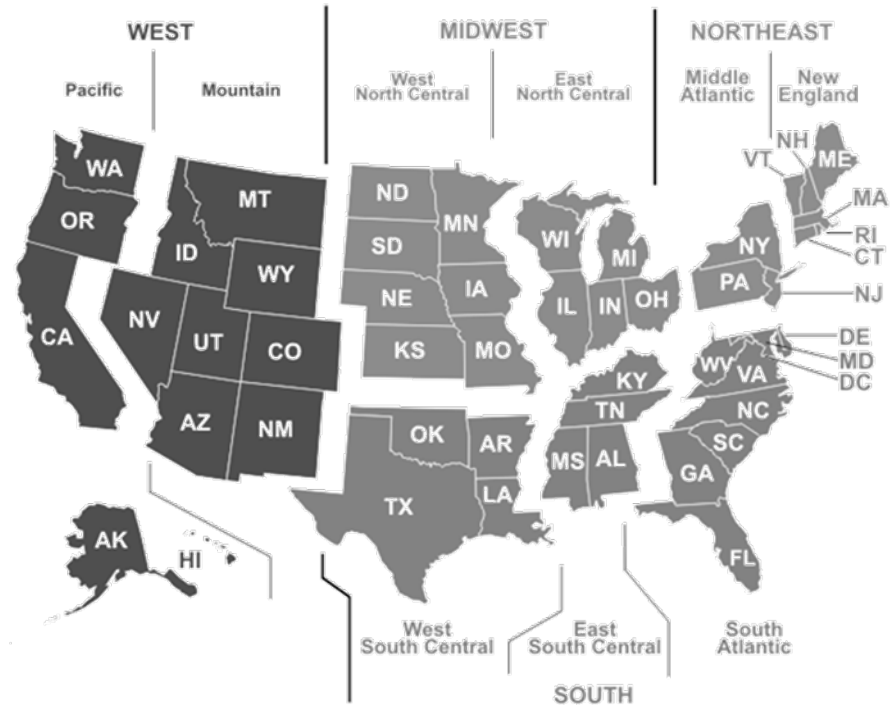 WEST
MIDWEST
NORTHEAST
Pacific
Mountain
West
North Central
East
North Central
Middle
Atlantic
New
England
WA
OR
CA
NV
ID
MT
WY
UT
CO
AZ
NM
AK
HI
ND
SD
NE
KS
MN
IA
MO
WI
MI
IL
IN
OH
NY
PA
VT
NH
ME
MA
RI
CT
NJ
DE
MD
DC
WV
VA
NC
SC
GA
FL
KY
TN
MS
AL
OK
AR
TX
LA
West
South Central
East
South Central
South
Atlantic
SOUTH